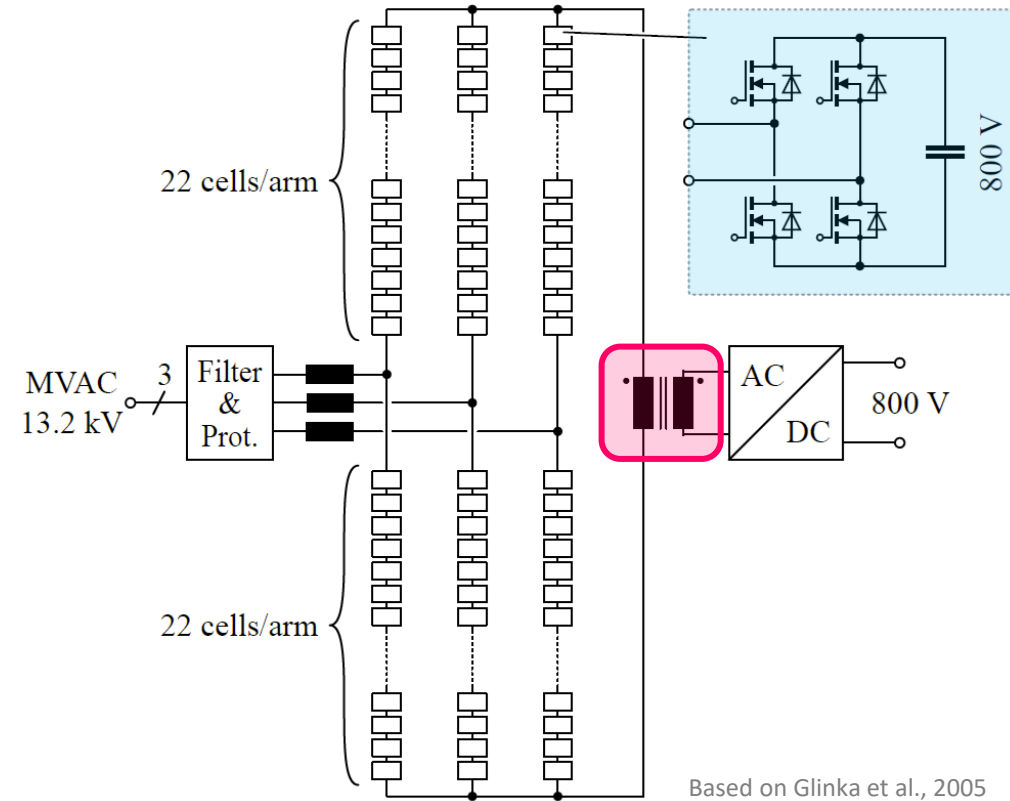 22 cells/arm
800 V
MVAC
13.2 kV
3
Filter
&
Prot.
AC
DC
800 V
22 cells/arm
Based on Glinka et al., 2005